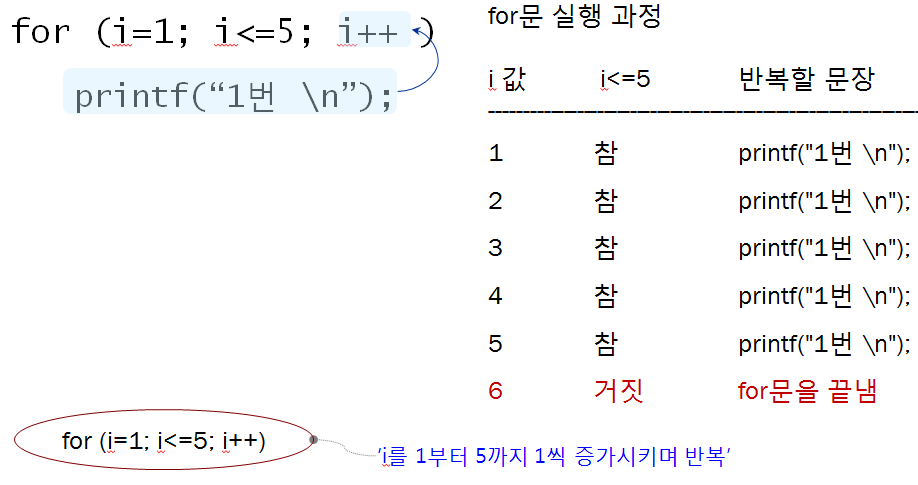 for (i=1; i<=5; i++ )
printf(“1번 \n”);
for문 실행 과정
i 값 i<=5 반복할 문장
1 참 printf("1번 \n");
2 참 printf("1번 \n");
3 참 printf("1번 \n");
4 참 printf("1번 \n");
5 참 printf("1번 \n");
6 거짓 for문을 끝냄
for (i=1; i<=5; i++)
'i를 1부터 5까지 1씩 증가시키며 반복'